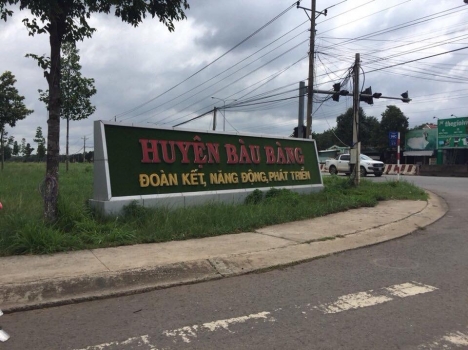 HUYỆN BÀU BÀNG
ĐOÀN KẾT, NĂNG ĐỘNG, PHÁT TRIỂN